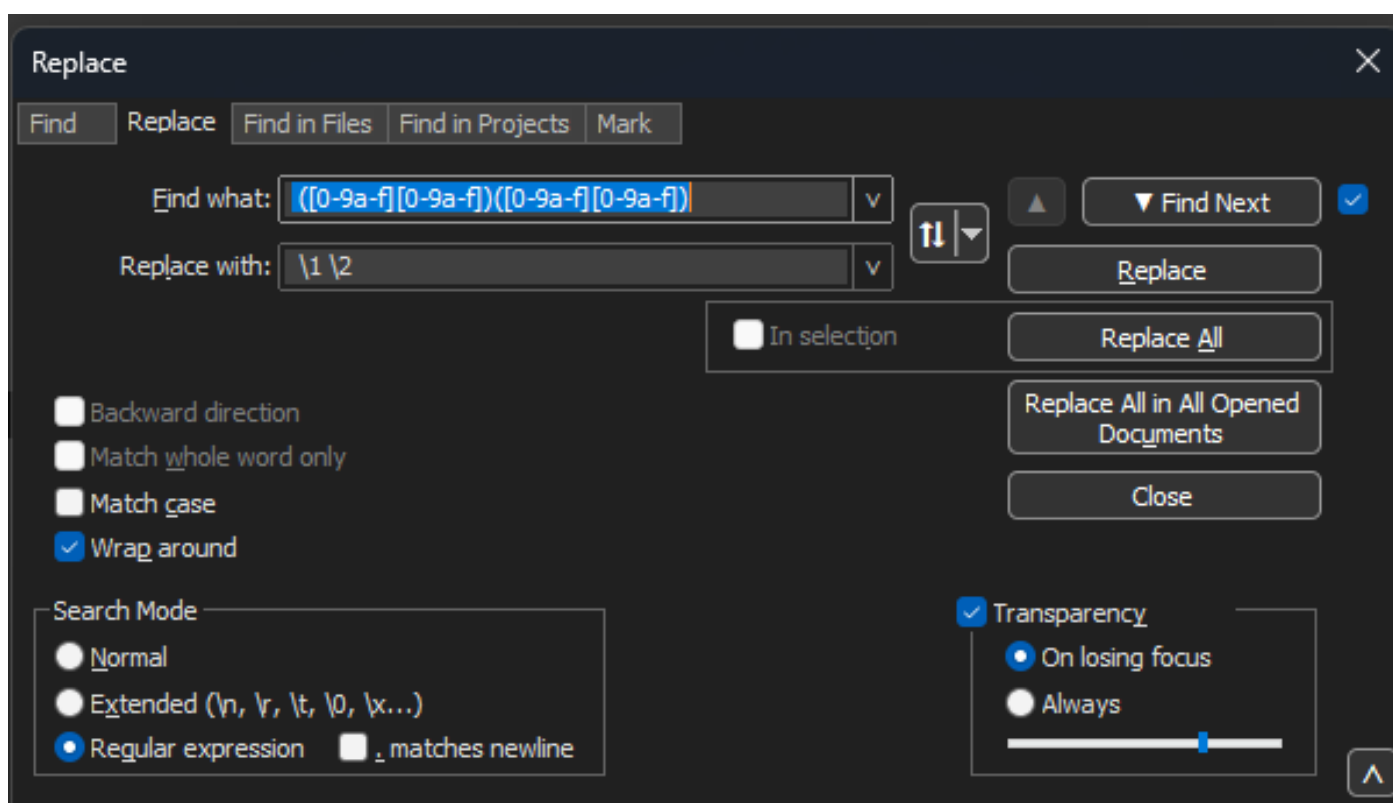 Replace
Find Replace Find in Files Find in Projects Mark
Find what: ([0-9a-f][0-9a-f])([0-9a-f][0-9a-f]) ▼ Find Next
Replace with: \1 \2 Replace
In selection Replace All
Backward direction Replace All in All Opened Documents
Match whole word only
Match case Close
Wrap around
Search Mode Transparency
Normal On losing focus
Extended (\n, \r, \t, \0, \x...) Always
Regular expression . matches newline